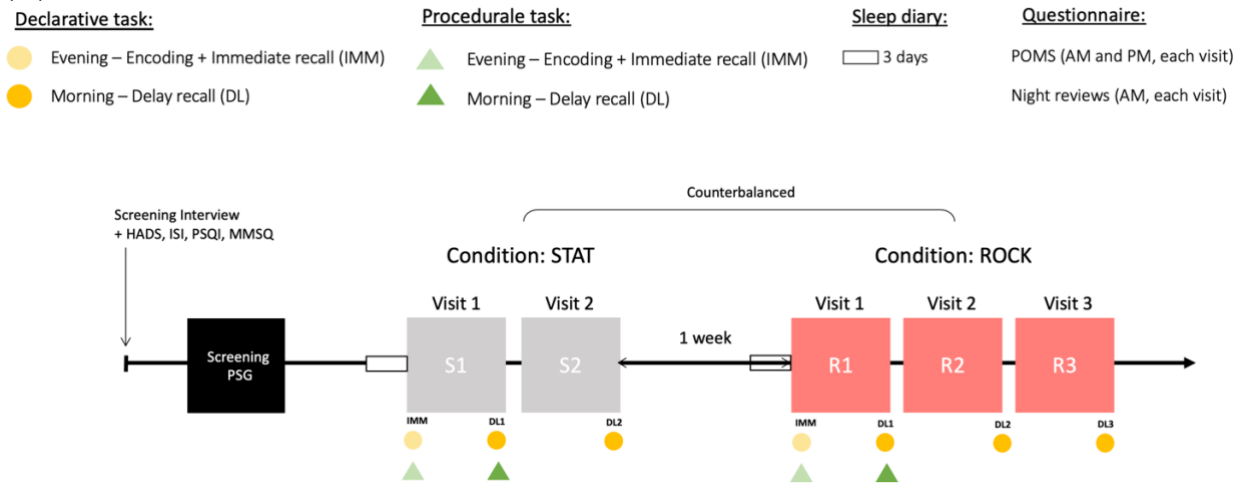 Declarative task:
Procedurale task:
Sleep diary:
Questionnaire:
Evening – Encoding + Immediate recall (IMM)
Evening – Encoding + Immediate recall (IMM)
3 days
POMS (AM and PM, each visit)
Morning – Delay recall (DL)
Morning – Delay recall (DL)
Night reviews (AM, each visit)
Counterbalanced
Screening Interview
+ HADS, ISI, PSQI, MMSQ
Condition: STAT
Condition: ROCK
Visit 1
Visit 2
Visit 1
Visit 2
Visit 3
1 week
Screening
PSG
S1
S2
R1
R2
R3
IMM
DL1
DL2
IMM
DL1
DL2
DL3